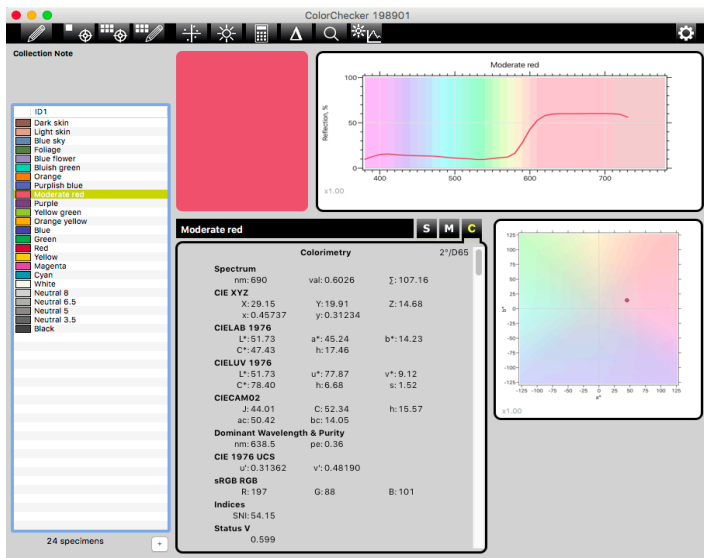 ColorChecker 198901
Collection Note
ID1
Dark skin
Light skin
Blue sky
Foliage
Blue flower
Bluish green
Orange
Purplish blue
Moderate red
Purple
Yellow green
Orange yellow
Blue
Green
Red
Yellow
Magenta
Cyan
White
Neutral 8
Neutral 6.5
Neutral 5
Neutral 3.5
Black
24 specimens
+
Moderate red
Reflection, %
100
50
0
400 500 600 700
x1.00
Moderate red S M C
Colorimetry 2°/D65
Spectrum
nm: 690 val: 0.6026 Σ: 107.16
CIE XYZ
X: 29.15 Y: 19.91 Z: 14.68
x: 0.45737 y: 0.31234
CIELAB 1976
L*: 51.73 a*: 45.24 b*: 14.23
C*: 47.43 h: 17.46
CIELUV 1976
L*: 51.73 u*: 77.87 v*: 9.12
C*: 78.40 h: 6.68 s: 1.52
CIECAM02
J: 44.01 C: 52.34 h: 15.57
ac: 50.42 bc: 14.05
Dominant Wavelength & Purity
nm: 638.5 pe: 0.36
CIE 1976 UCS
u': 0.31362 v': 0.48190
sRGB RGB
R: 197 G: 88 B: 101
Indices
SNI: 54.15
Status V
0.599
125
100
75
50
25
0
-25
-50
-75
-100
-125
b*
-125 -100 -75 -50 -25 0 25 50 75 100 125
a*
x1.00